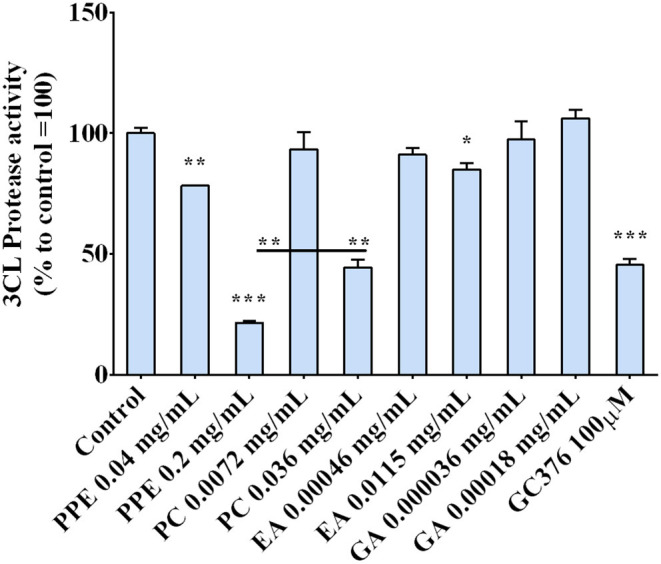 150
100
50
0
3CL Protease activity
(% to control =100)
**
***
**
**
*
***
Control
PPE 0.04 mg/mL
PPE 0.2 mg/mL
PC 0.0072 mg/mL
PC 0.036 mg/mL
EA 0.00046 mg/mL
EA 0.0115 mg/mL
GA 0.000036 mg/mL
GA 0.00018 mg/mL
GC376 100μM